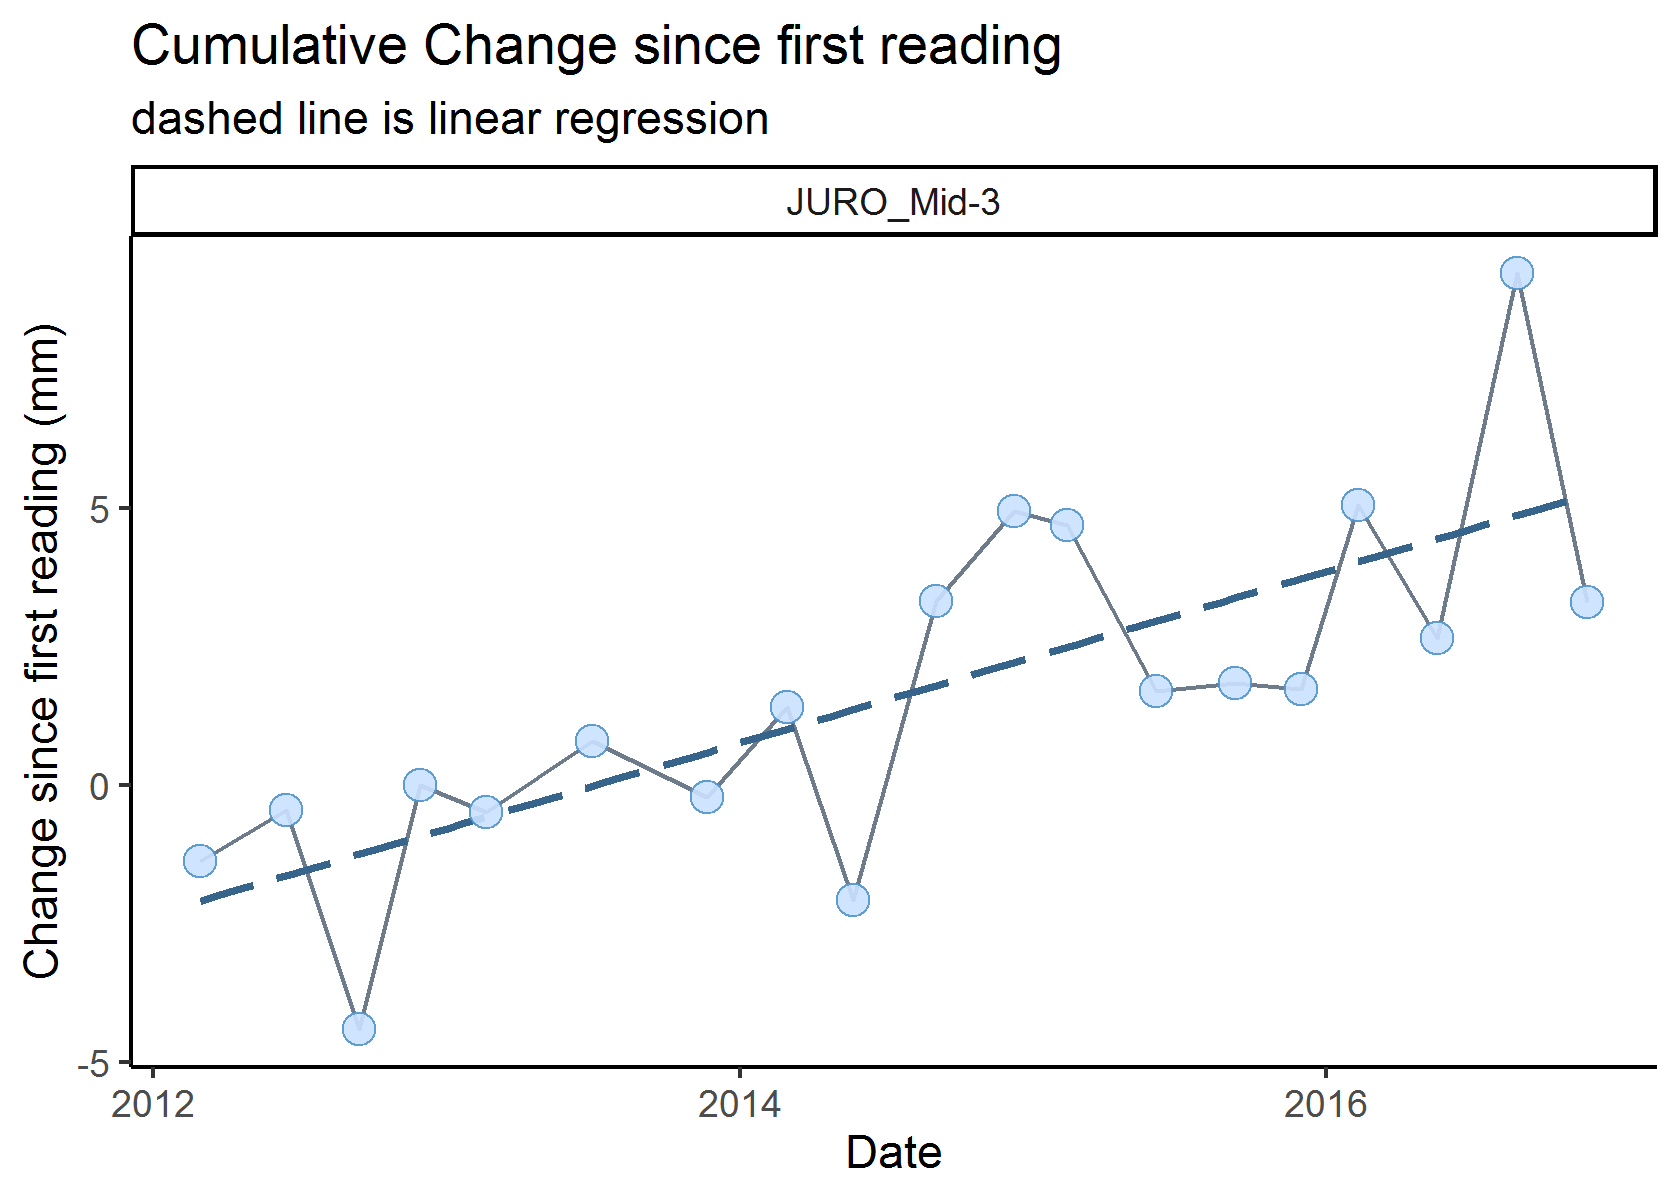 Cumulative Change since first reading
dashed line is linear regression
JURO_Mid-3
Change since first reading (mm)
5
0
-5
2012
2014
2016
Date